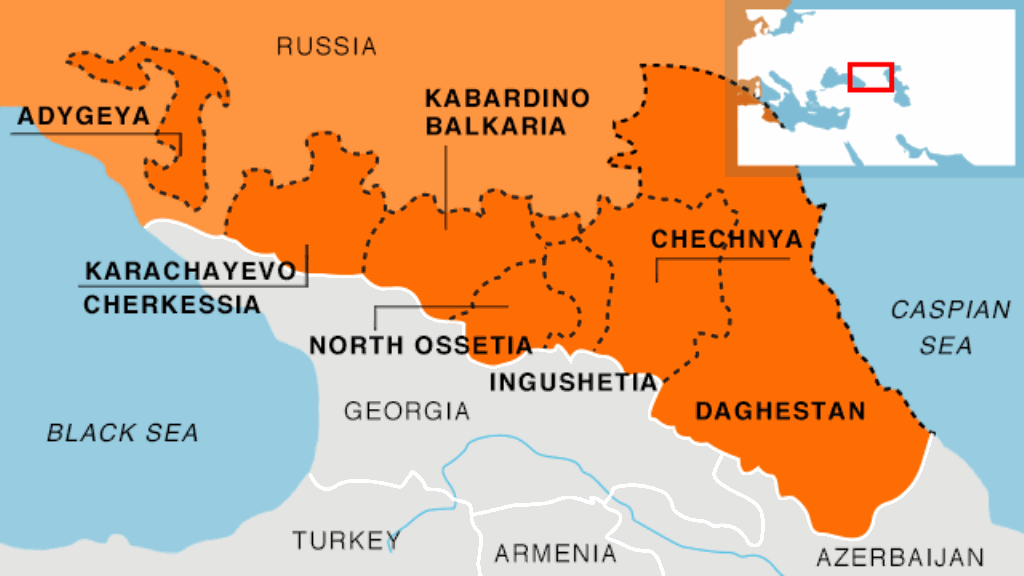 RUSSIA
ADYGEYA
KABARDINO
BALKARIA
CHECHNYA
KARACHAYEVO
CHERKESSIA
CASPIAN
SEA
NORTH OSSETIA
INGUSHETIA
GEORGIA
DAGHESTAN
BLACK SEA
TURKEY
ARMENIA
AZERBAIJAN